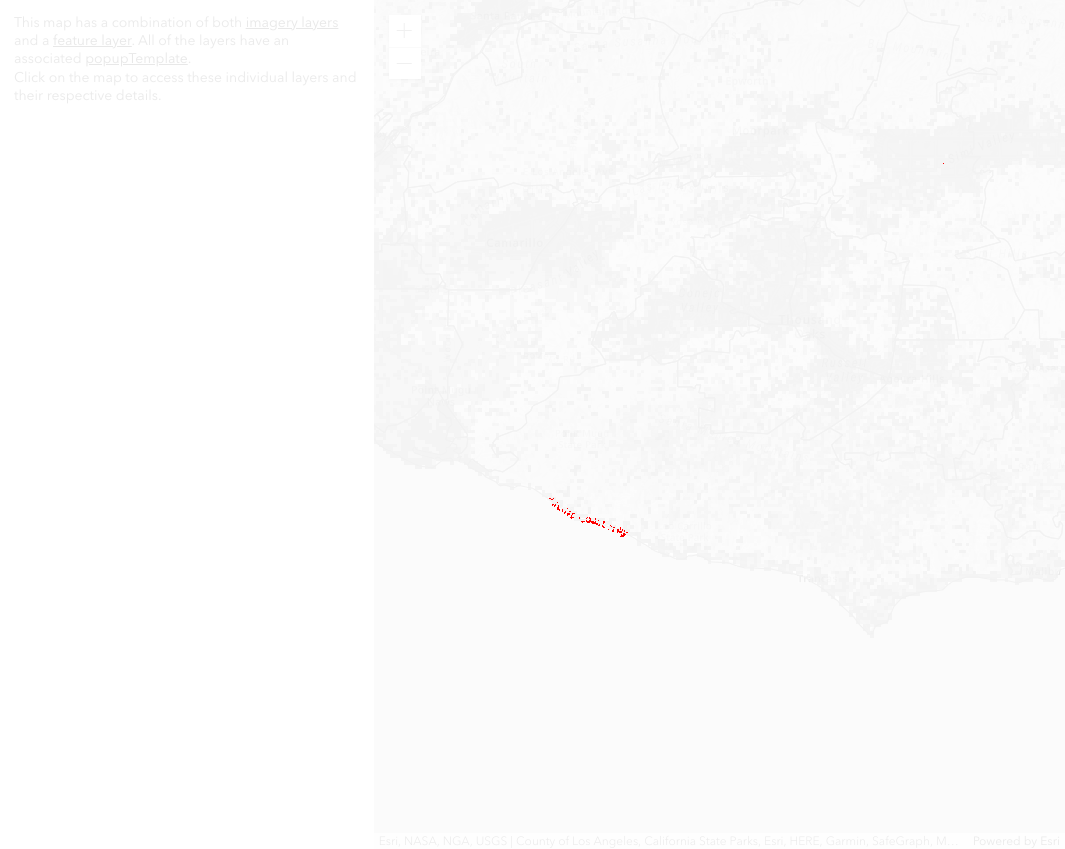 This map has a combination of both imagery layers
and a feature layer. All of the layers have an
associated popupTemplate.
Click on the map to access these individual layers and
their respective details.
+
−
Esri, NASA, NGA, USGS | County of Los Angeles, California State Parks, Esri, HERE, Garmin, SafeGraph, M...
Powered by Esri